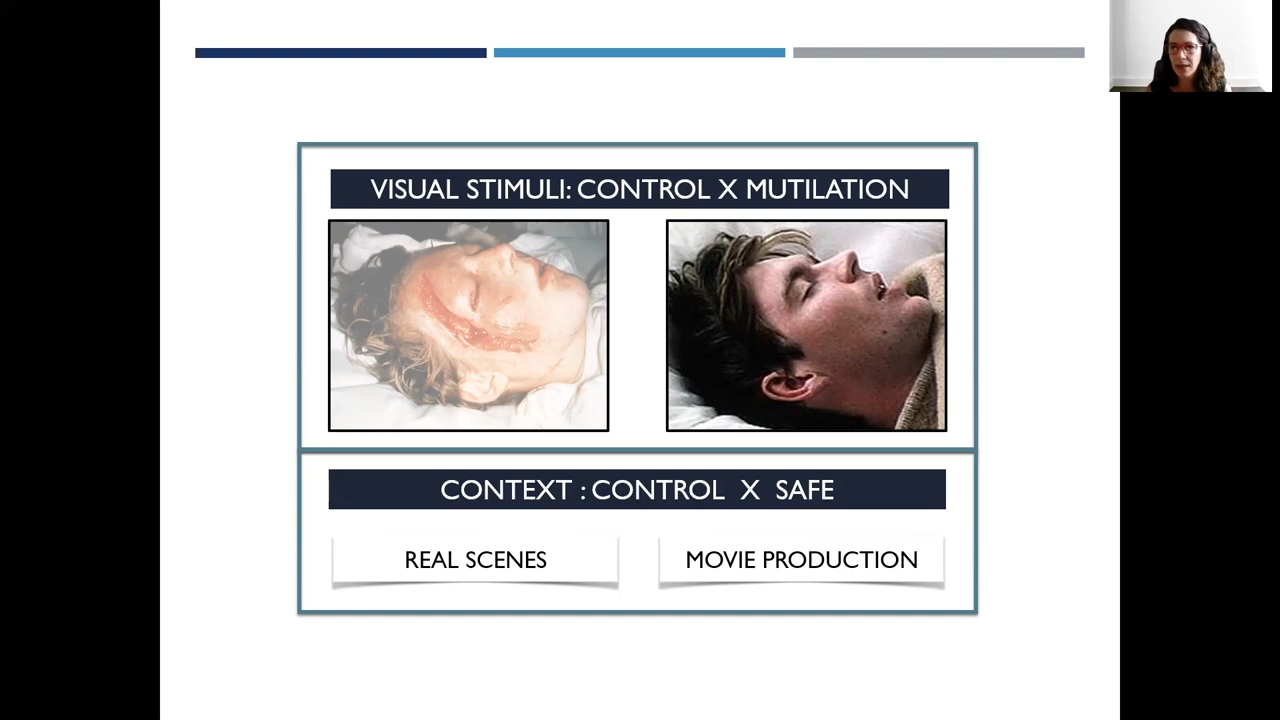 VISUAL STIMULI: CONTROL X MUTILATION
CONTEXT : CONTROL X SAFE
REAL SCENES
MOVIE PRODUCTION